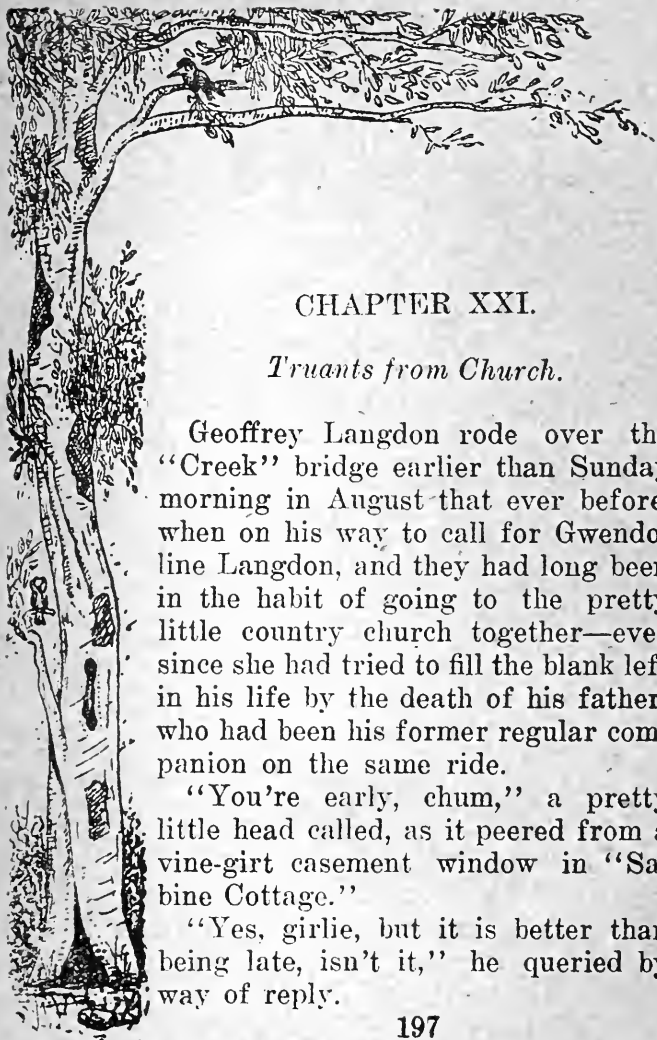 CHAPTER XXI.
Truants from Church.
Geoffrey Langdon rode over th
"Creek" bridge earlier than Sunday
morning in August that ever before
when on his way to call for Gwendo
line Langdon, and they had long been
in the habit of going to the pretty
little country church together—eve
since she had tried to fill the blank lef
in his life by the death of his father
who had been his former regular com
panion on the same ride.
"You're early, chum," a pretty
little head called, as it peered from a
vine-girt casement window in "Sa
bine Cottage."
"Yes, girlie, but it is better than
being late, isn't it," he queried by
way of reply.
197